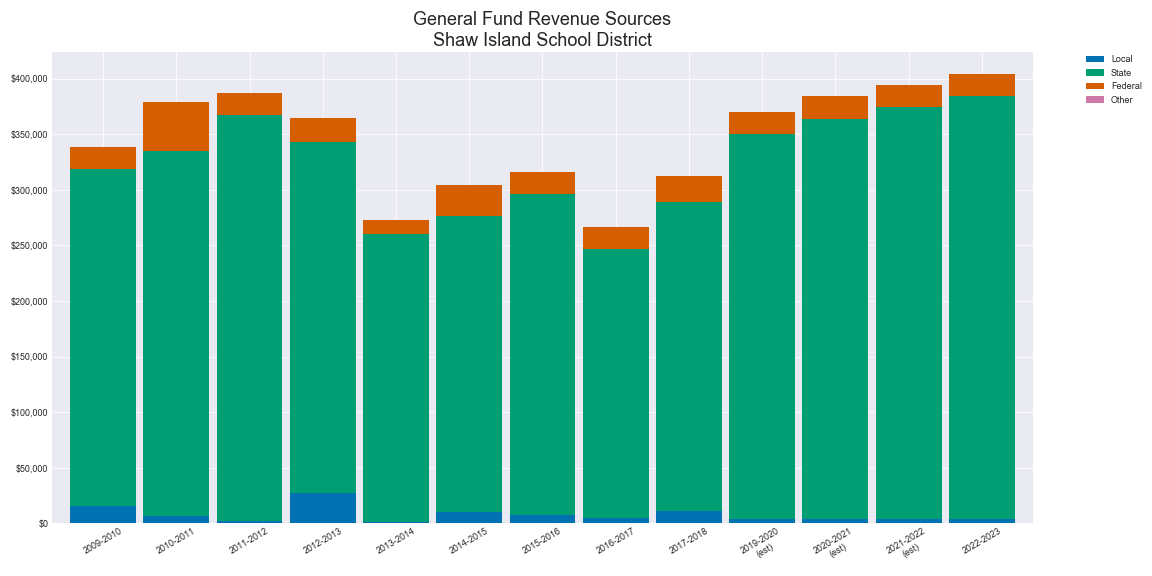 General Fund Revenue Sources
Shaw Island School District
Local
State
Federal
Other
$400,000
$350,000
$300,000
$250,000
$200,000
$150,000
$100,000
$50,000
$0
2009-2010
2010-2011
2011-2012
2012-2013
2013-2014
2014-2015
2015-2016
2016-2017
2017-2018
2019-2020
(est)
2020-2021
(est)
2021-2022
(est)
2022-2023